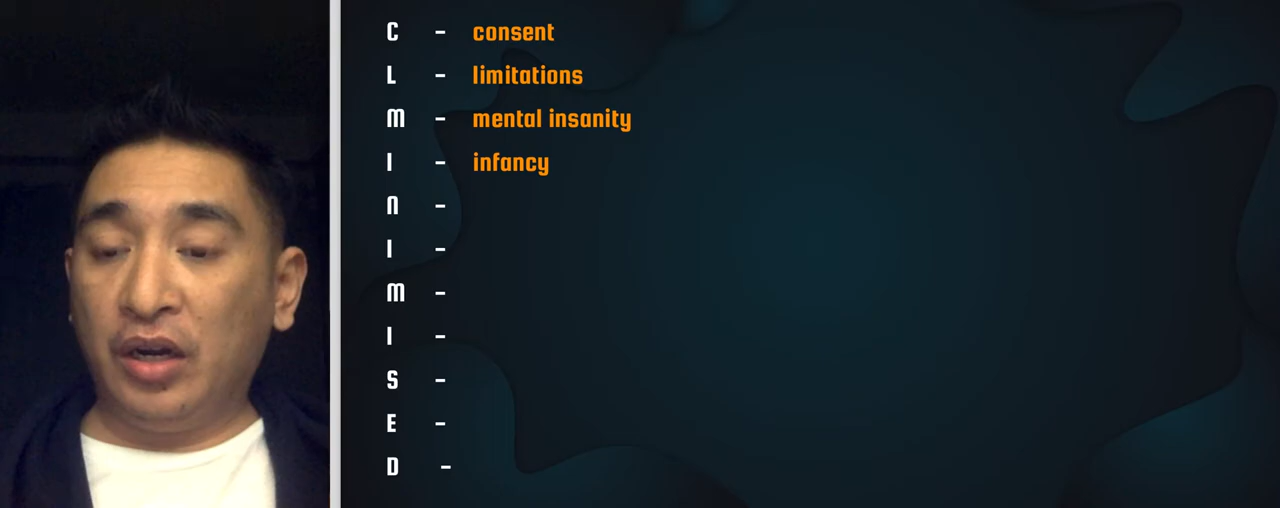 C - consent
L - limitations
M - mental insanity
I - infancy
N -
I -
M -
I -
S -
E -
D -